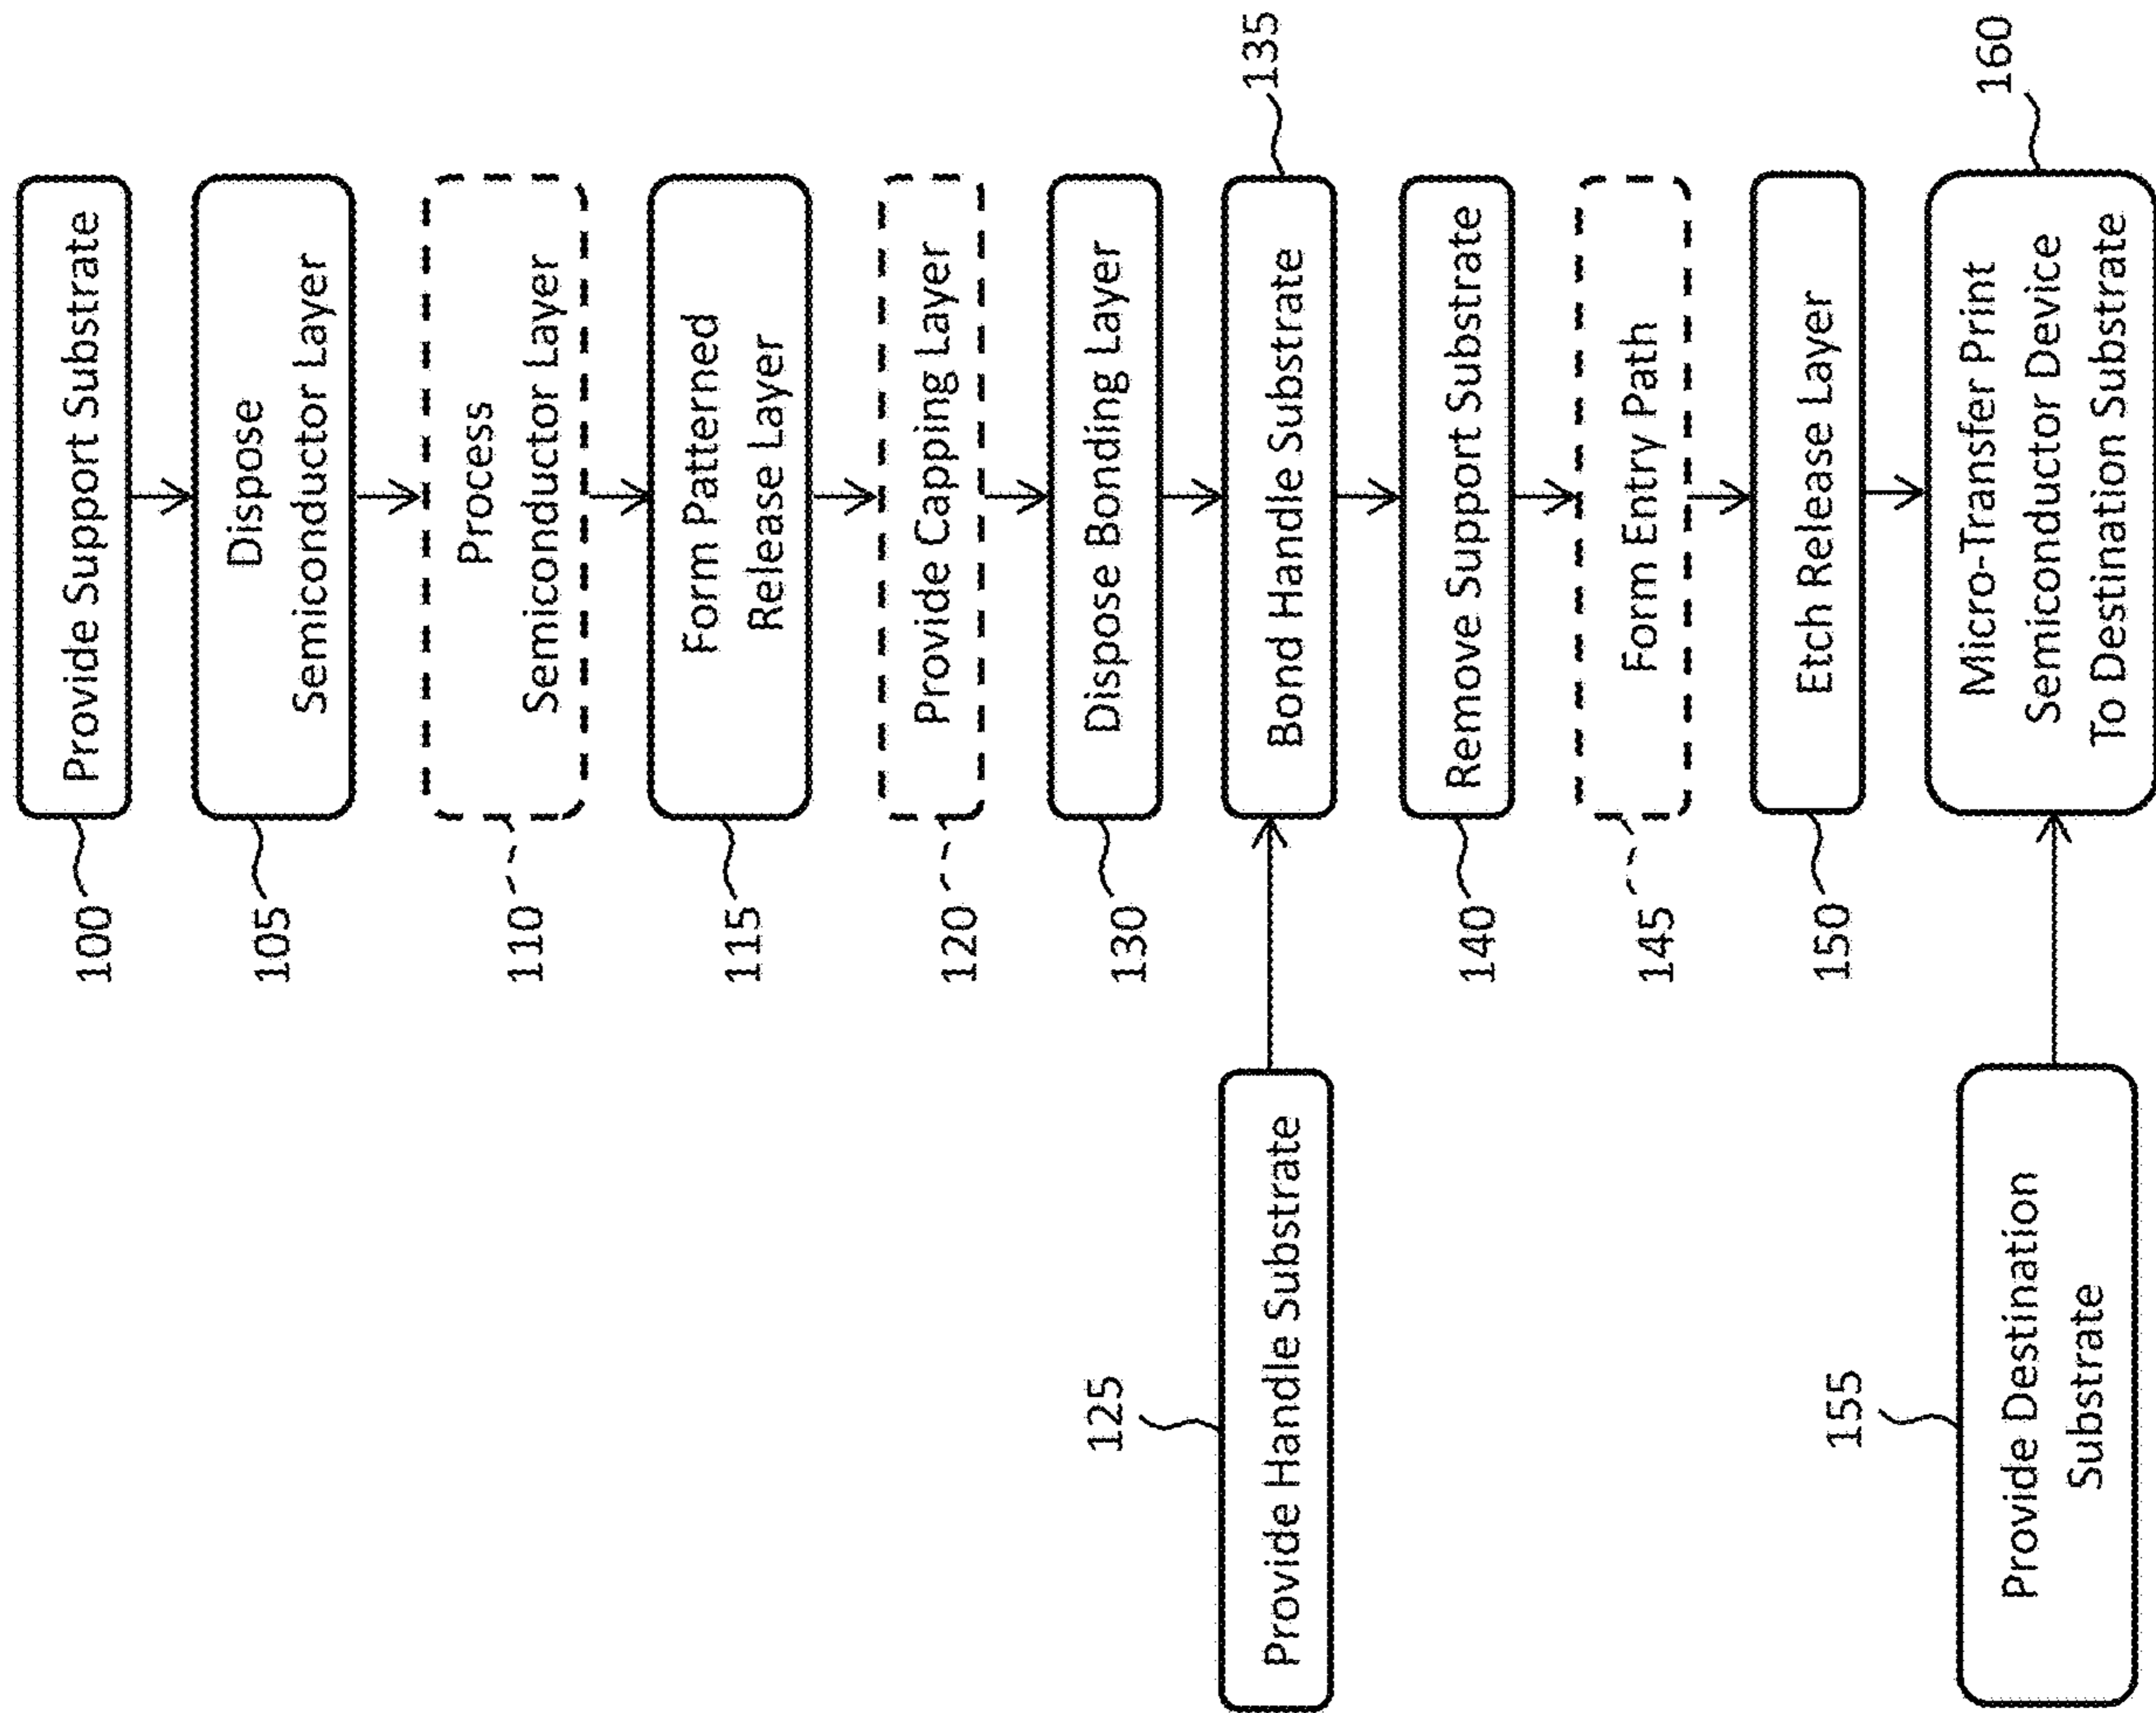 100
Provide Support Substrate
105
Dispose
Semiconductor Layer
110
Process
Semiconductor Layer
115
Form Patterned
Release Layer
120
Provide Capping Layer
130
Dispose Bonding Layer
125
Provide Handle Substrate
Bond Handle Substrate
135
140
Remove Support Substrate
145
Form Entry Path
150
Etch Release Layer
155
Provide Destination
Substrate
160
Micro-Transfer Print
Semiconductor Device
To Destination Substrate